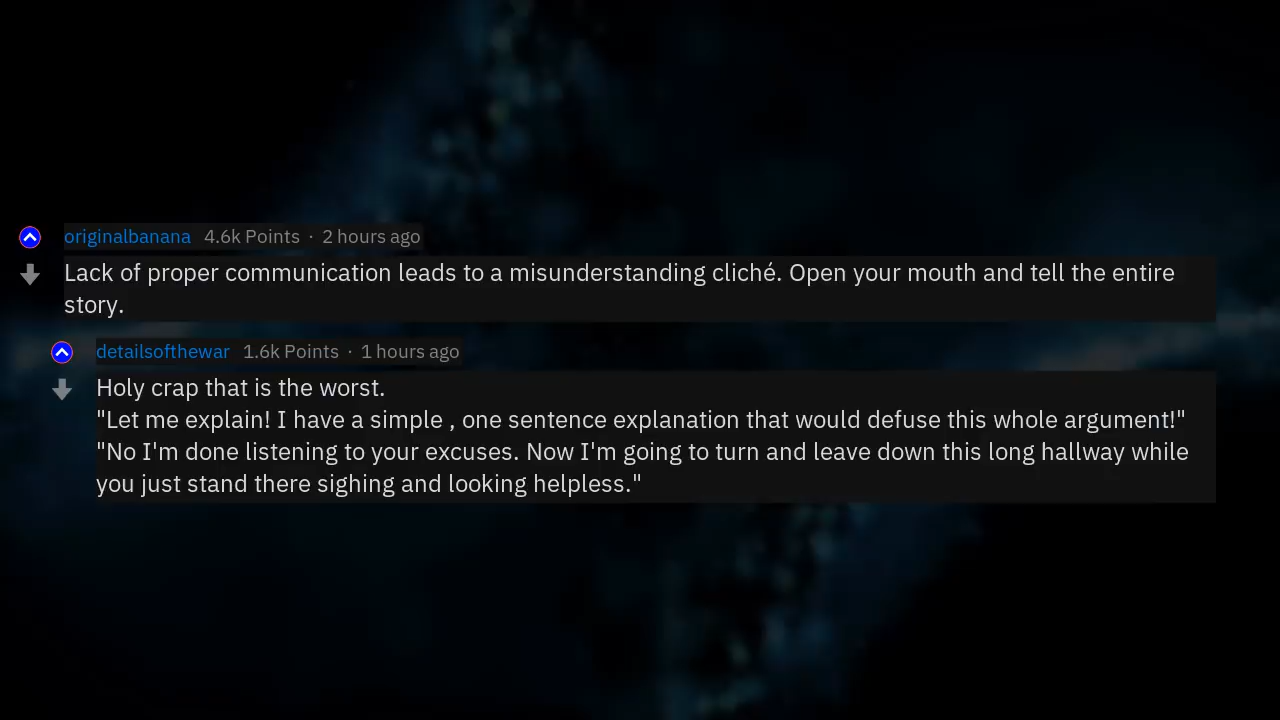 originalbanana 4.6k Points · 2 hours ago
Lack of proper communication leads to a misunderstanding cliché. Open your mouth and tell the entire
story.
detailsofthewar 1.6k Points · 1 hours ago
Holy crap that is the worst.
"Let me explain! I have a simple , one sentence explanation that would defuse this whole argument!"
"No I'm done listening to your excuses. Now I'm going to turn and leave down this long hallway while
you just stand there sighing and looking helpless."